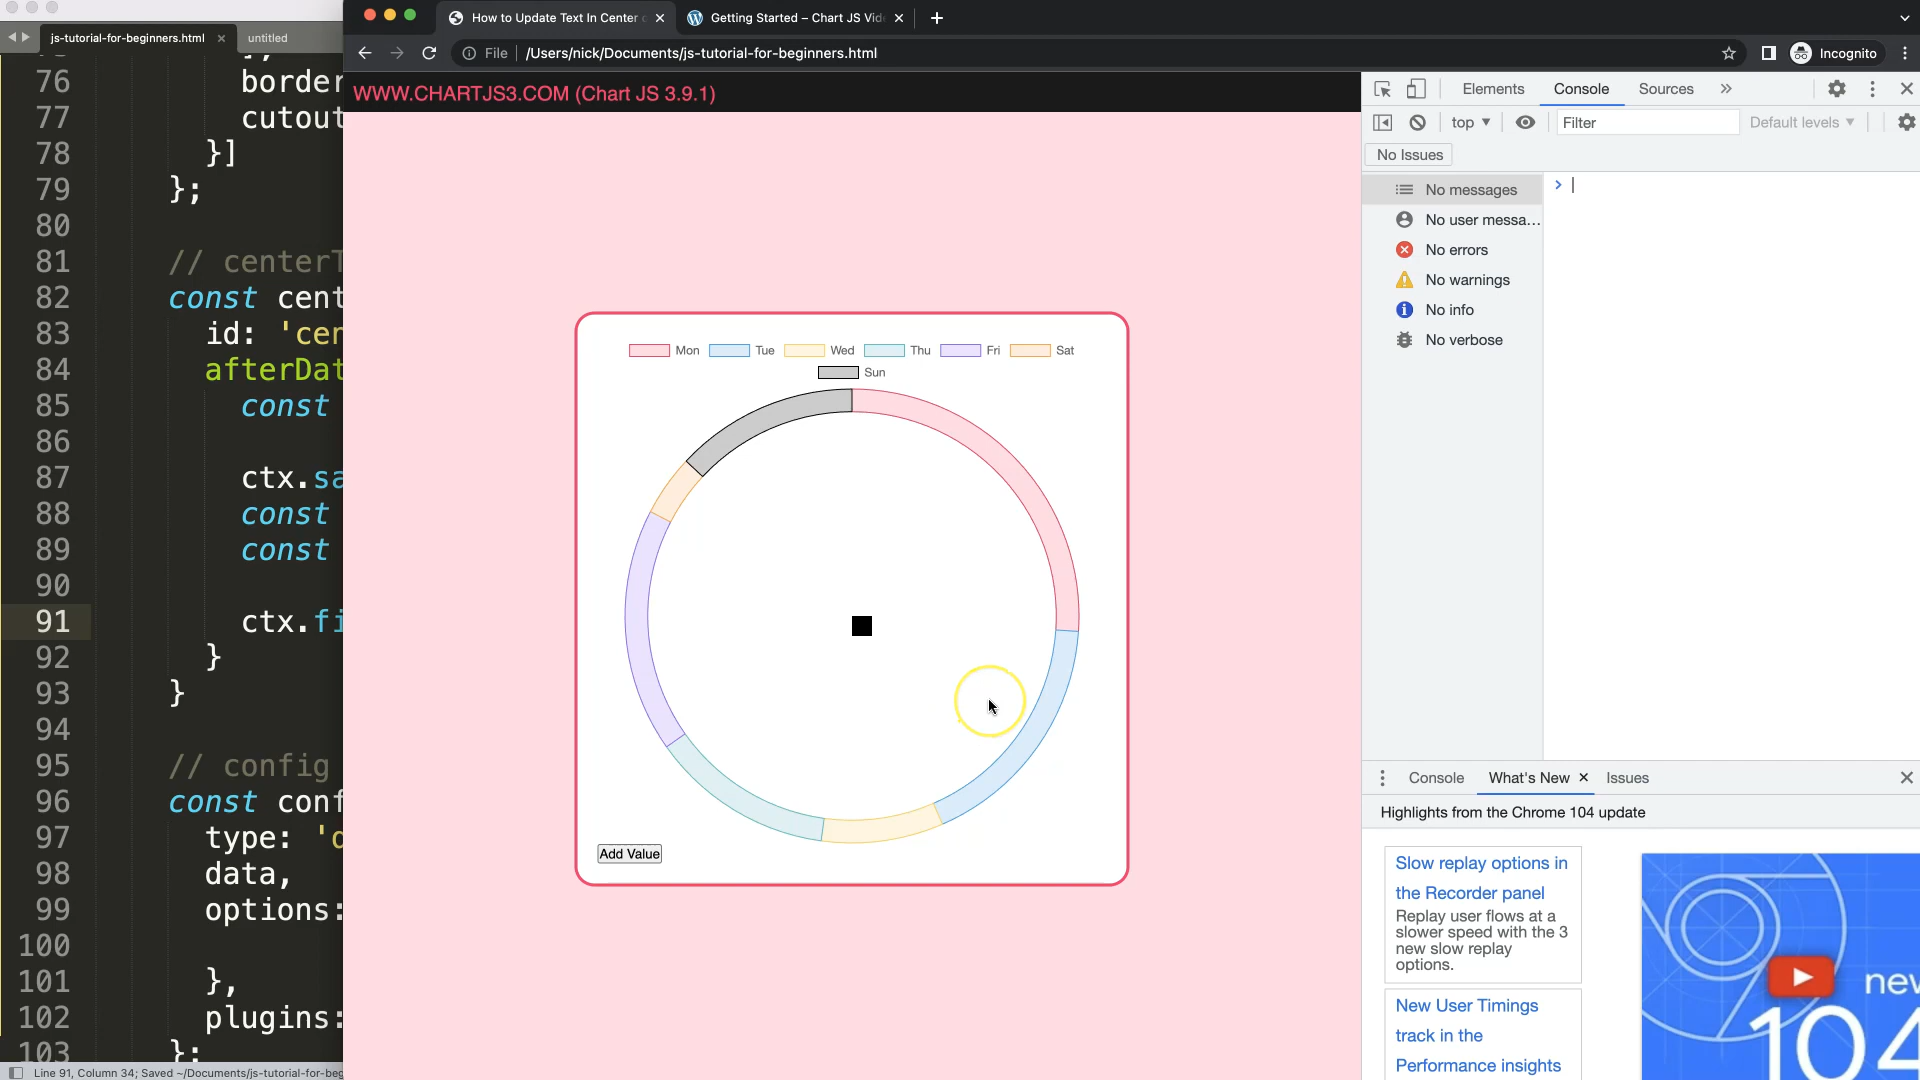 js-tutorial-for-beginners.html
untitled
How to Update Text In Center
Getting Started – Chart JS Vid
File
/Users/nick/Documents/js-tutorial-for-beginners.html
Incognito
WWW.CHARTJS3.COM (Chart JS 3.9.1)
76 border
77 cutout
78 }]
79 };
80
81 // centerT
82 const cent
83 id: 'cer
84 afterDat
85 const
86
87 ctx.sa
88 const
89 const
90
91 ctx.fi
92 }
93 }
94
95 // config
96 const conf
97 type: 'd
98 data,
99 options:
100
101 },
102 plugins:
103 };
Line 91, Column 34; Saved ~/Documents/js-tutorial-for-beg
Mon Tue Wed Thu Fri Sat
Sun
Add Value
Elements Console Sources
top Filter Default levels
No Issues
No messages
No user messa...
No errors
No warnings
No info
No verbose
Console What's New Issues
Highlights from the Chrome 104 update
Slow replay options in
the Recorder panel
Replay user flows at a
slower speed with the 3
new slow replay
options.
New User Timings
track in the
Performance insights
new
104